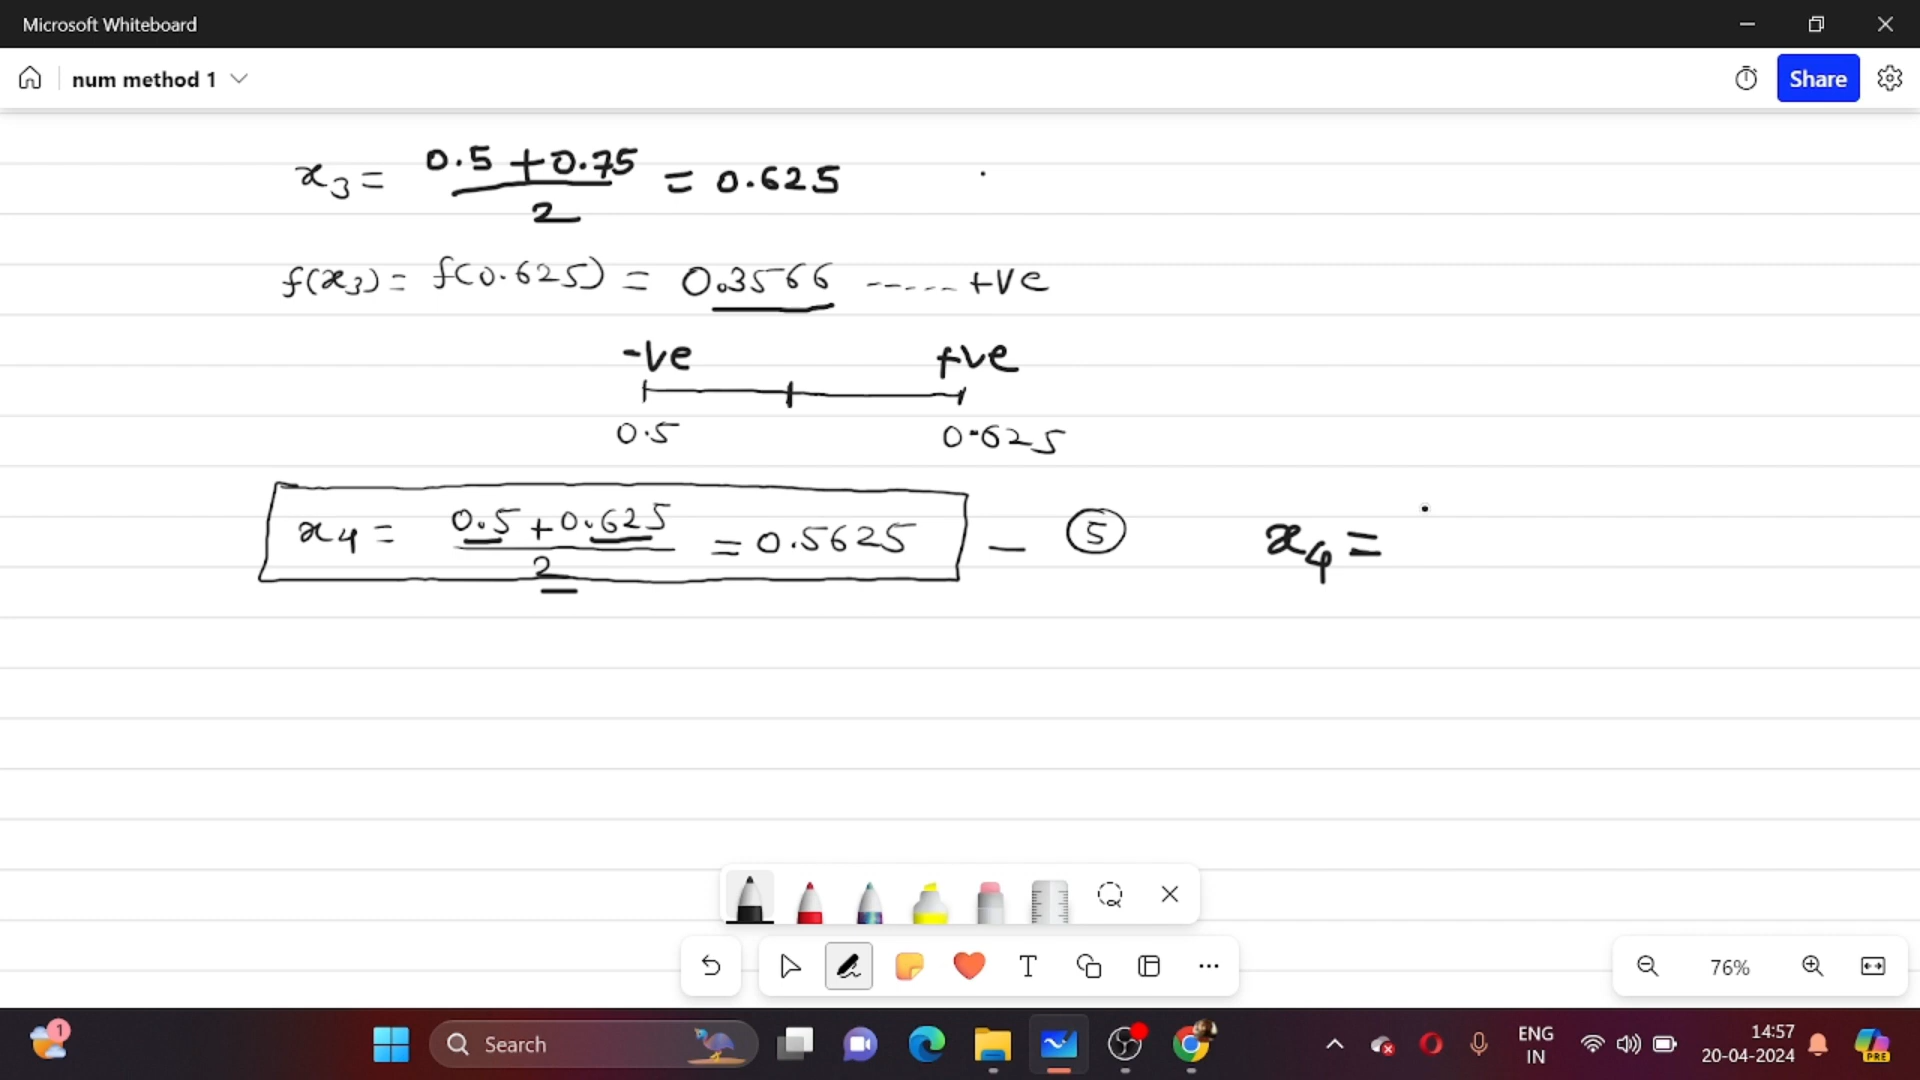 Microsoft Whiteboard
num method 1
Share
x₃ = (0.5 + 0.75)/2 = 0.625
f(x₃) = f(0.625) = 0.3566 ------ +ve
-ve +ve
0.5 0.625
x₄ = (0.5 + 0.625)/2 = 0.5625 — ⑤ x₄ =
T
76%
1
Search
ENG
IN
14:57
20-04-2024
PRE